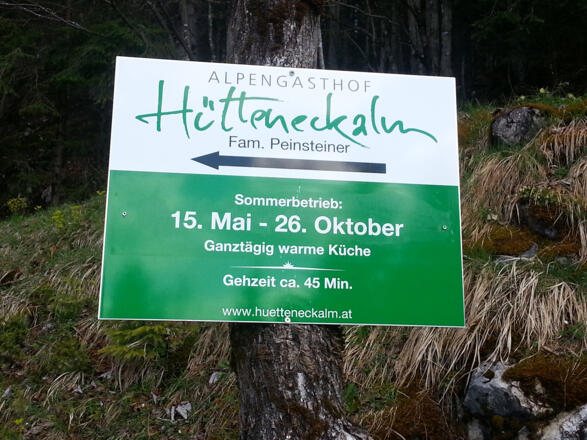 ALPENGASTHOF
Hütteneckalm
Fam. Peinsteiner
Sommerbetrieb:
15. Mai - 26. Oktober
Ganztägig warme Küche
Gehzeit ca. 45 Min.
www.huetteneckalm.at